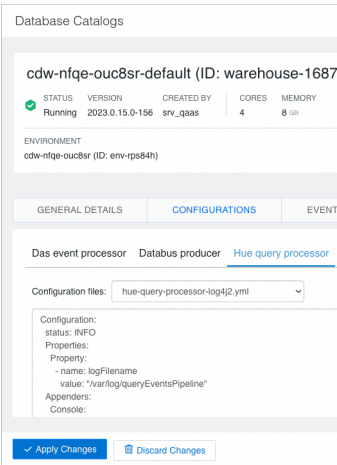 Database Catalogs
cdw-nfqe-ouc8sr-default (ID: warehouse-1687
STATUS VERSION CREATED BY CORES MEMORY
Running 2023.0.15.0-156 srv_qaas 4 8 GB
ENVIRONMENT
cdw-nfqe-ouc8sr (ID: env-rps84h)
GENERAL DETAILS CONFIGURATIONS EVENT
Das event processor Databus producer Hue query processor
Configuration files: hue-query-processor-log4j2.yml
Configuration:
status: INFO
Properties:
Property:
- name: logFilename
value: "/var/log/queryEventsPipeline"
Appenders:
Console:
Apply Changes Discard Changes